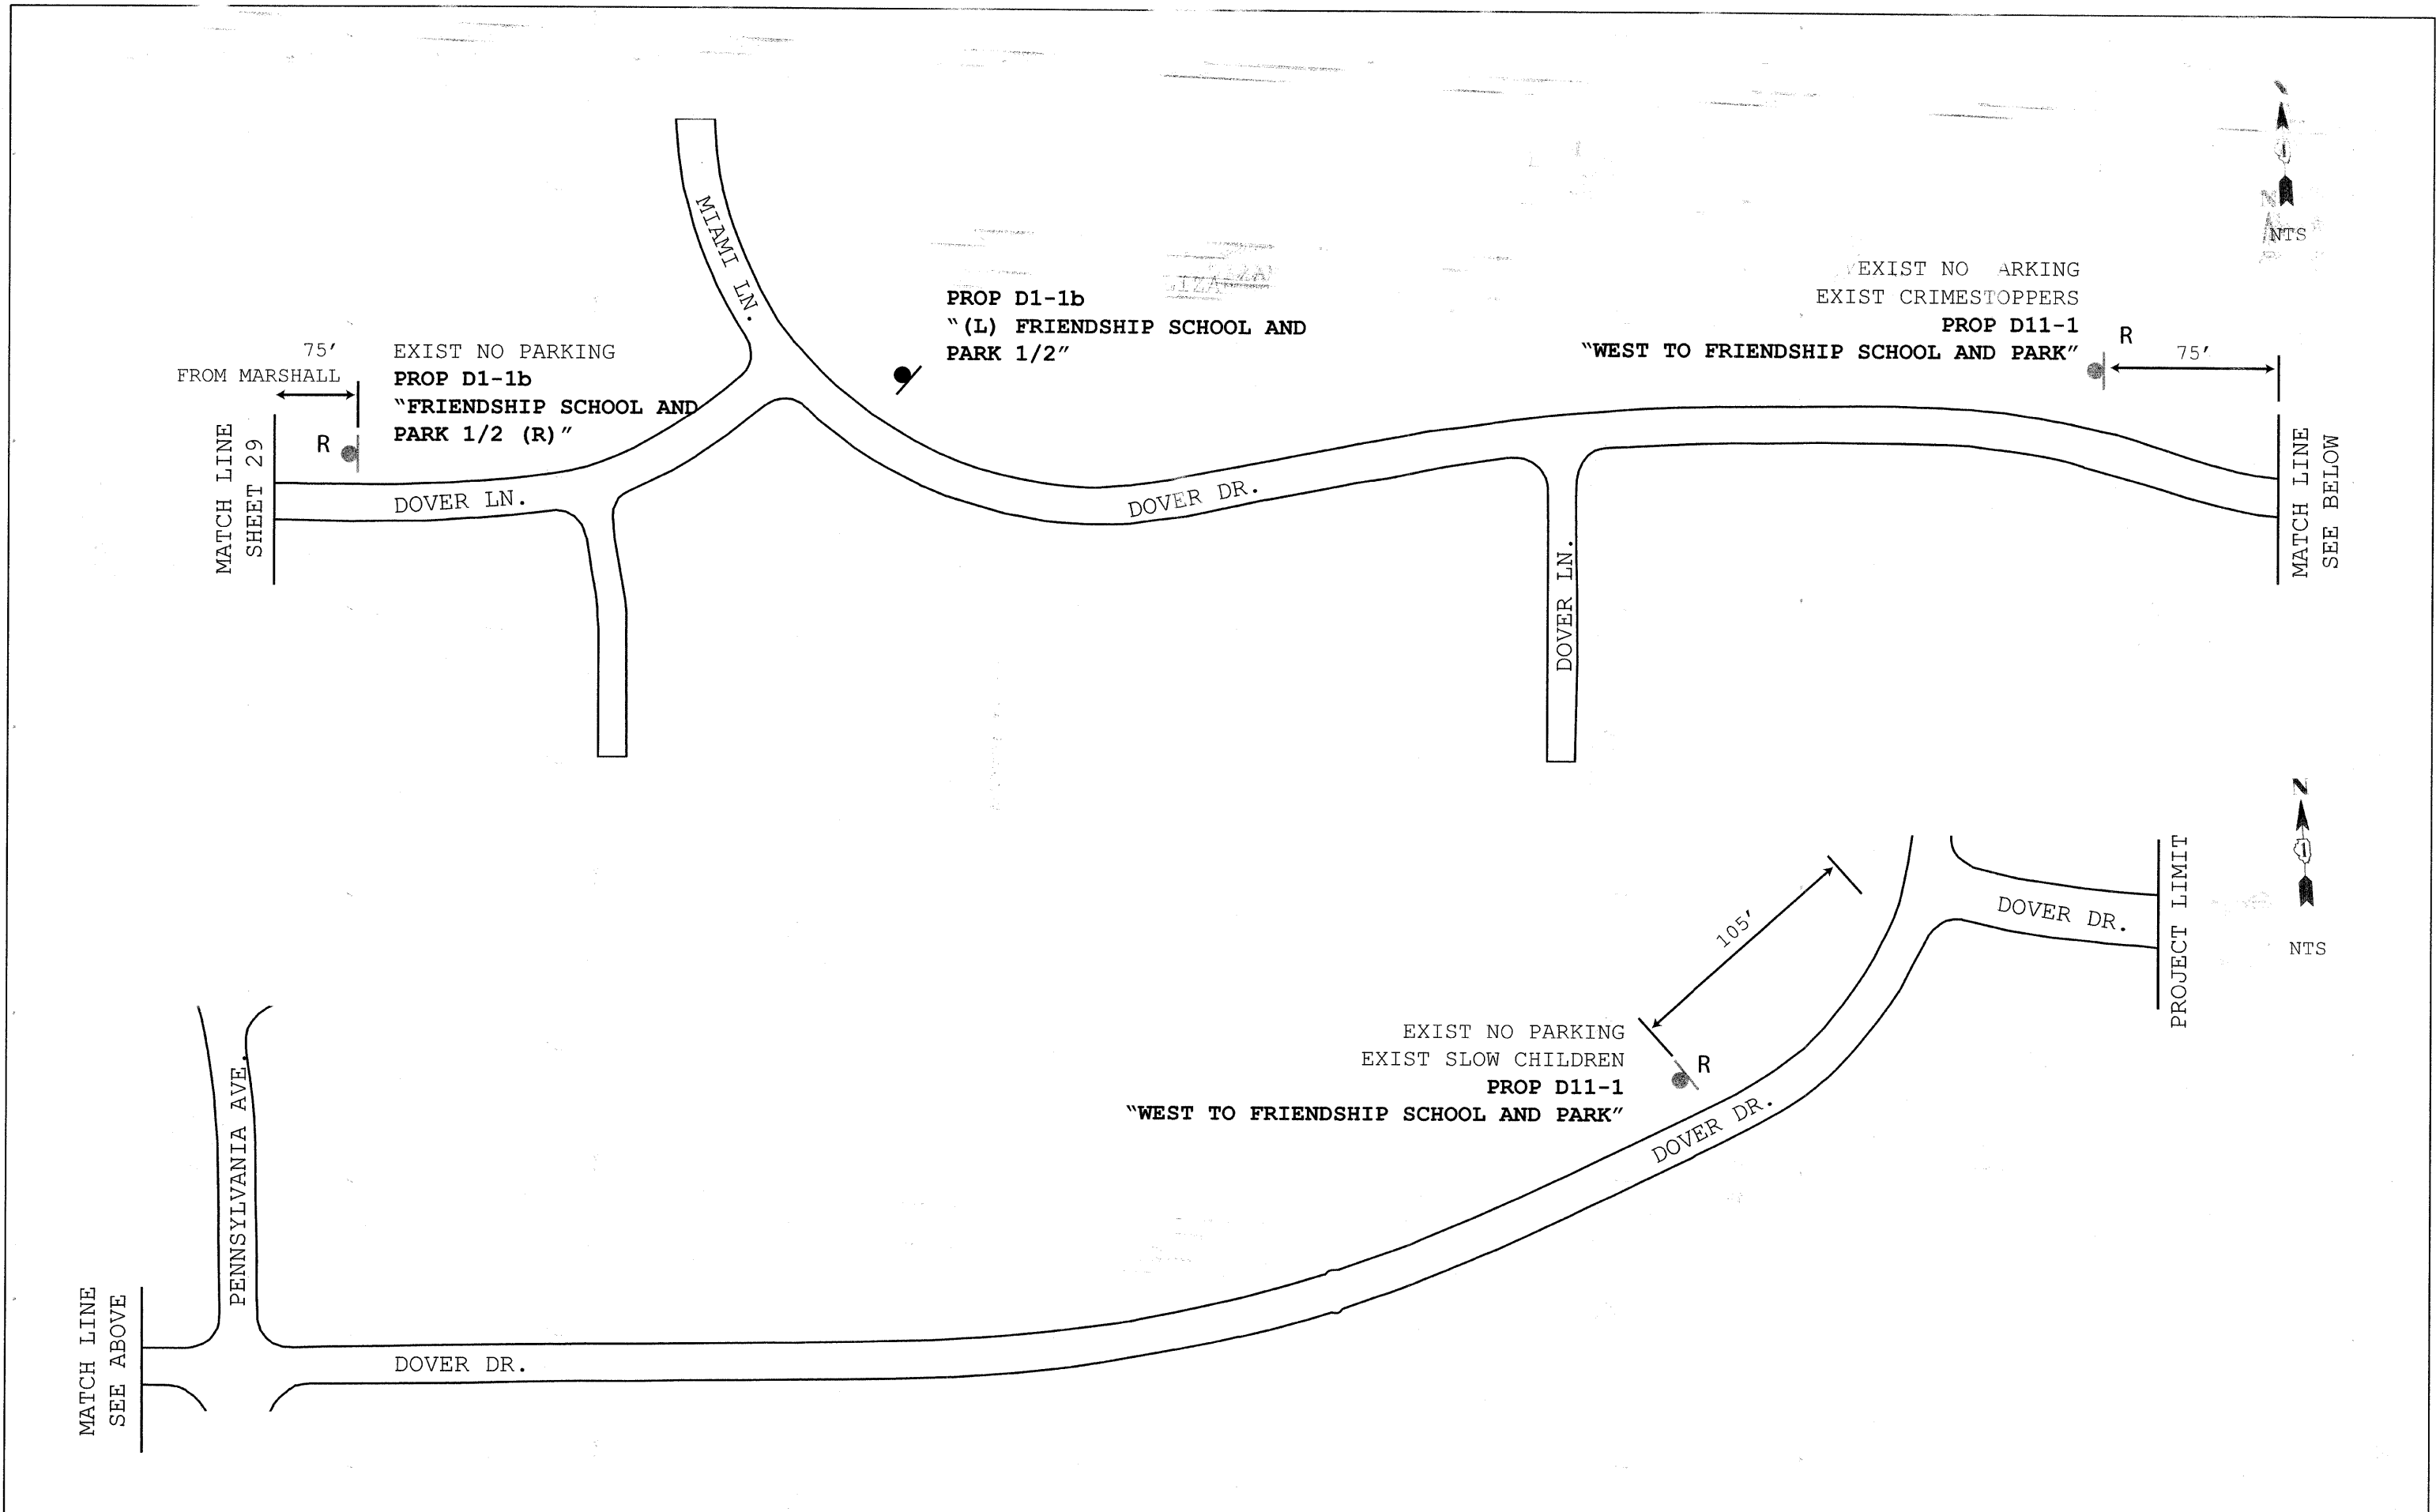 MIAMI LN.
N
NTS
75'
FROM MARSHALL
EXIST NO PARKING
PROP D1-1b
"FRIENDSHIP SCHOOL AND
PARK 1/2 (R)"
R
PROP D1-1b
"(L) FRIENDSHIP SCHOOL AND
PARK 1/2"
EXIST NO ARKING
EXIST CRIMESTOPPERS
PROP D11-1
"WEST TO FRIENDSHIP SCHOOL AND PARK"
R
75'
MATCH LINE
SHEET 29
DOVER LN.
DOVER DR.
DOVER LN.
MATCH LINE
SEE BELOW
N
NTS
105'
DOVER DR.
PROJECT LIMIT
EXIST NO PARKING
EXIST SLOW CHILDREN
PROP D11-1
"WEST TO FRIENDSHIP SCHOOL AND PARK"
R
DOVER DR.
PENNSYLVANIA AVE.
MATCH LINE
SEE ABOVE
DOVER DR.